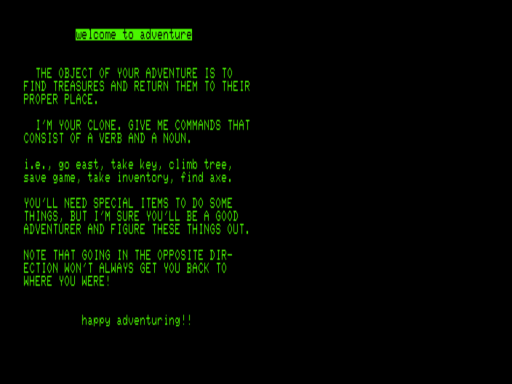 welcome to adventure
THE OBJECT OF YOUR ADVENTURE IS TO
FIND TREASURES AND RETURN THEM TO THEIR
PROPER PLACE.
I'M YOUR CLONE. GIVE ME COMMANDS THAT
CONSIST OF A VERB AND A NOUN.
i.e., go east, take key, climb tree,
save game, take inventory, find axe.
YOU'LL NEED SPECIAL ITEMS TO DO SOME
THINGS, BUT I'M SURE YOU'LL BE A GOOD
ADVENTURER AND FIGURE THESE THINGS OUT.
NOTE THAT GOING IN THE OPPOSITE DIR-
ECTION WON'T ALWAYS GET YOU BACK TO
WHERE YOU WERE!
happy adventuring!!